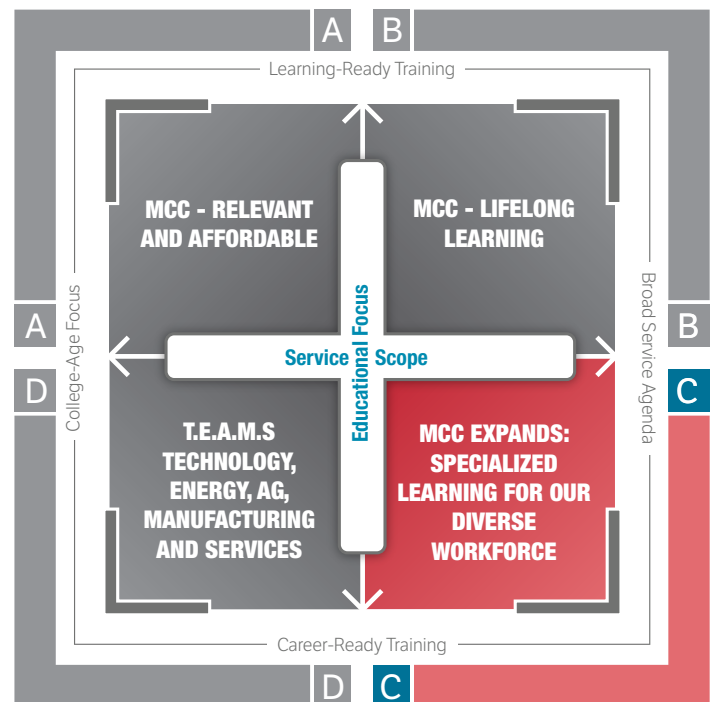 A B
Learning-Ready Training
MCC - RELEVANT
AND AFFORDABLE
MCC - LIFELONG
LEARNING
College-Age Focus
Broad Service Agenda
A
B
Service Scope
Educational Focus
D
C
T.E.A.M.S
TECHNOLOGY,
ENERGY, AG,
MANUFACTURING
AND SERVICES
MCC EXPANDS:
SPECIALIZED
LEARNING FOR OUR
DIVERSE
WORKFORCE
Career-Ready Training
D C